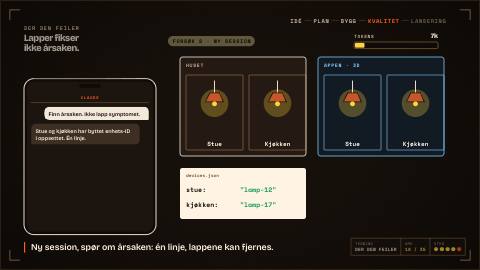 DER DEN FEILER
Lapper fikser
ikke årsaken.
IDÉ — PLAN — BYGG — KVALITET — LANSERING
FORSØK 3 · NY SESSION
TOKENS 7k
CLAUDE
Finn årsaken. Ikke lapp symptomet.
Stue og kjøkken har byttet enhets-ID
i oppsettet. Én linje.
HUSET
Stue
Kjøkken
APPEN · 3D
Stue
Kjøkken
devices.json
stue: "lamp-12"
kjøkken: "lamp-17"
Ny session, spør om årsaken: én linje, lappene kan fjernes.
DER DEN FEILER